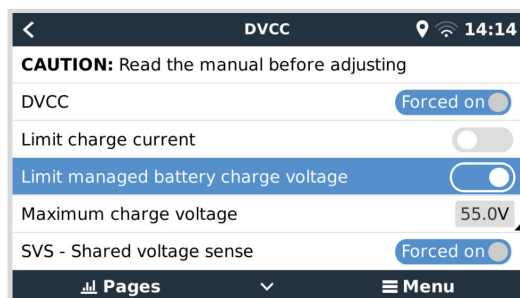 DVCC 14:14
CAUTION: Read the manual before adjusting
DVCC Forced on
Limit charge current
Limit managed battery charge voltage
Maximum charge voltage 55.0V
SVS - Shared voltage sense Forced on
Pages Menu